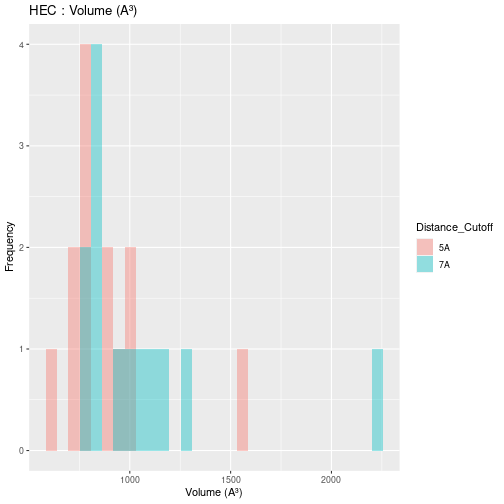 HEC : Volume (A³)
4
3
2
1
0
Frequency
1000 1500 2000
Volume (A³)
Distance_Cutoff
5A
7A